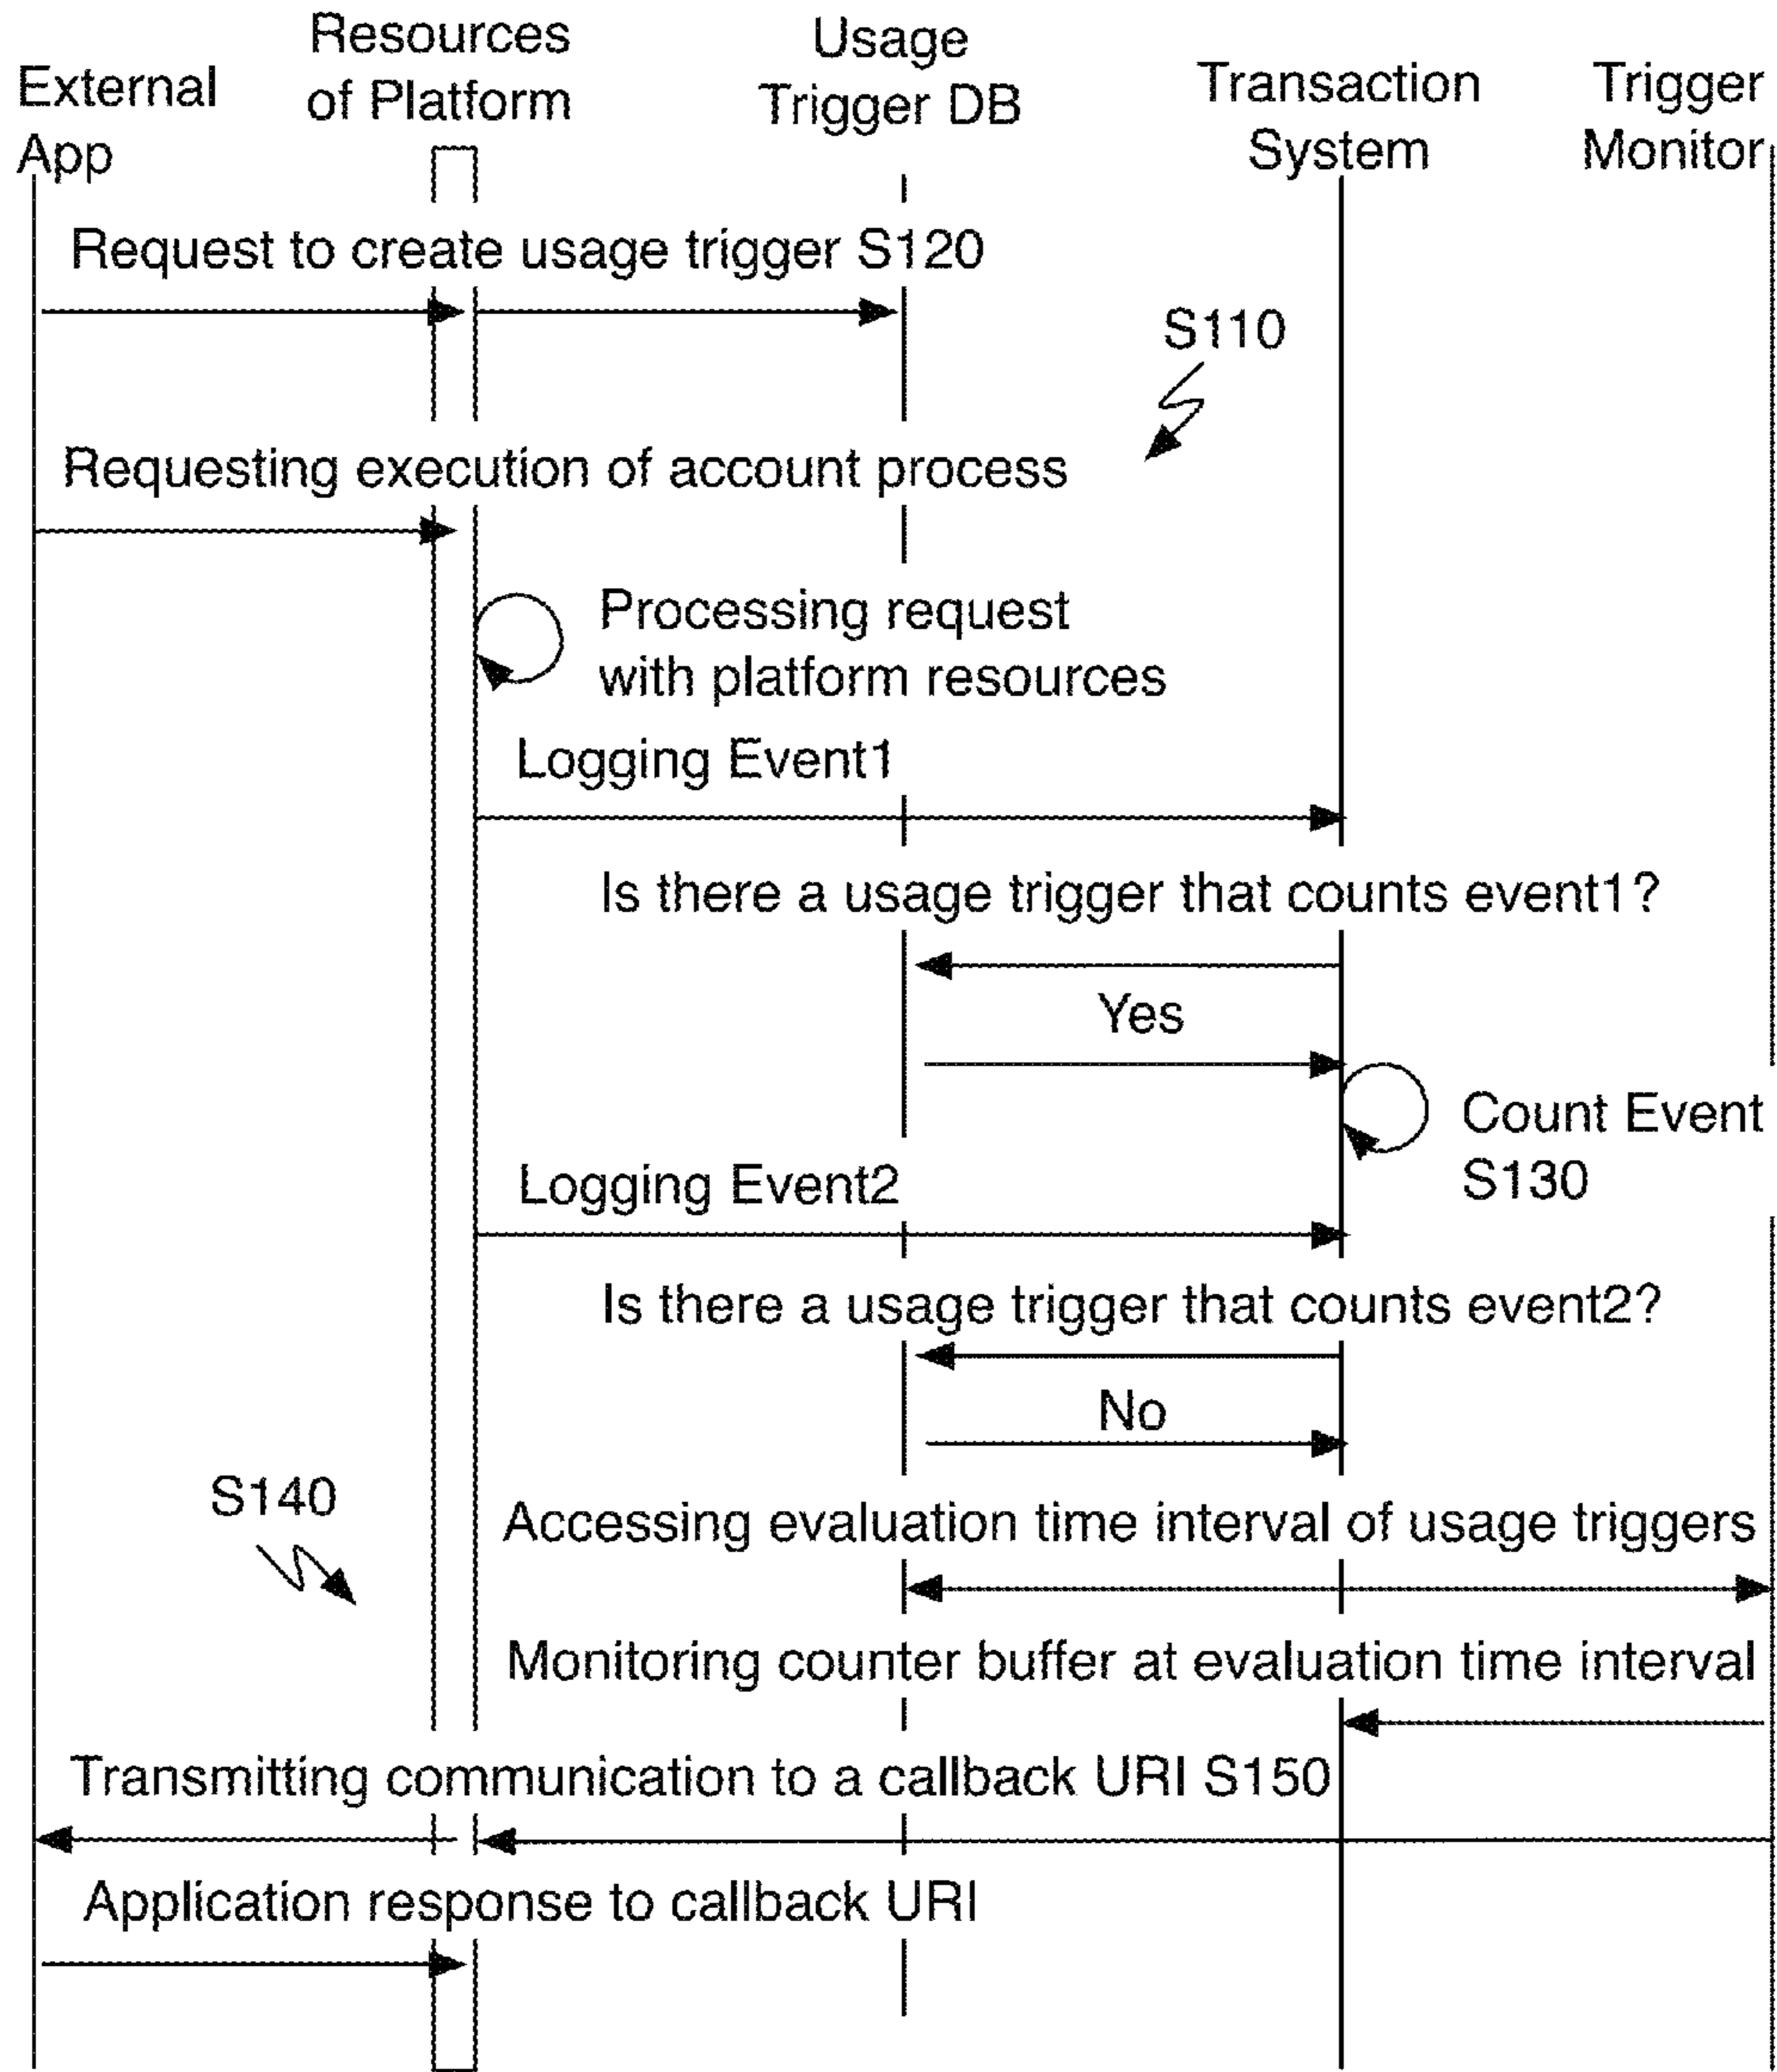 Resources
of Platform
Usage
Trigger DB
External
App
Transaction
System
Trigger
Monitor
Request to create usage trigger S120
S110
Requesting execution of account process
Processing request
with platform resources
Logging Event1
Is there a usage trigger that counts event1?
Yes
Count Event
S130
Logging Event2
Is there a usage trigger that counts event2?
No
S140
Accessing evaluation time interval of usage triggers
Monitoring counter buffer at evaluation time interval
Transmitting communication to a callback URI S150
Application response to callback URI